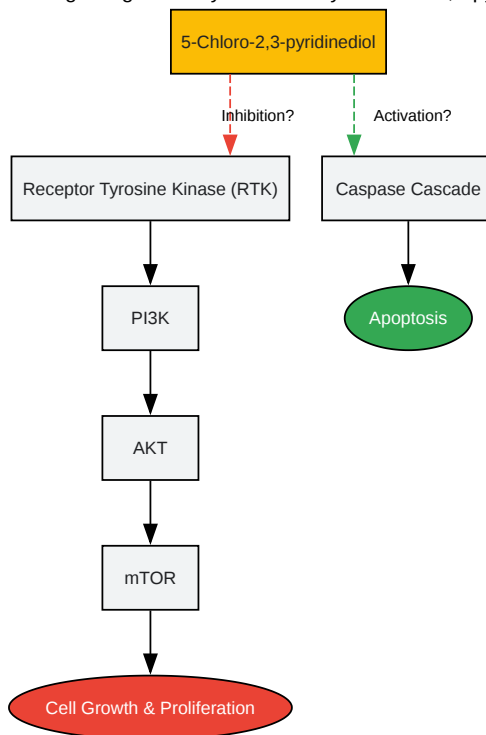 5-Chloro-2,3-pyridinediol
Inhibition?
Activation?
Receptor Tyrosine Kinase (RTK)
Caspase Cascade
PI3K
Apoptosis
AKT
mTOR
Cell Growth & Proliferation